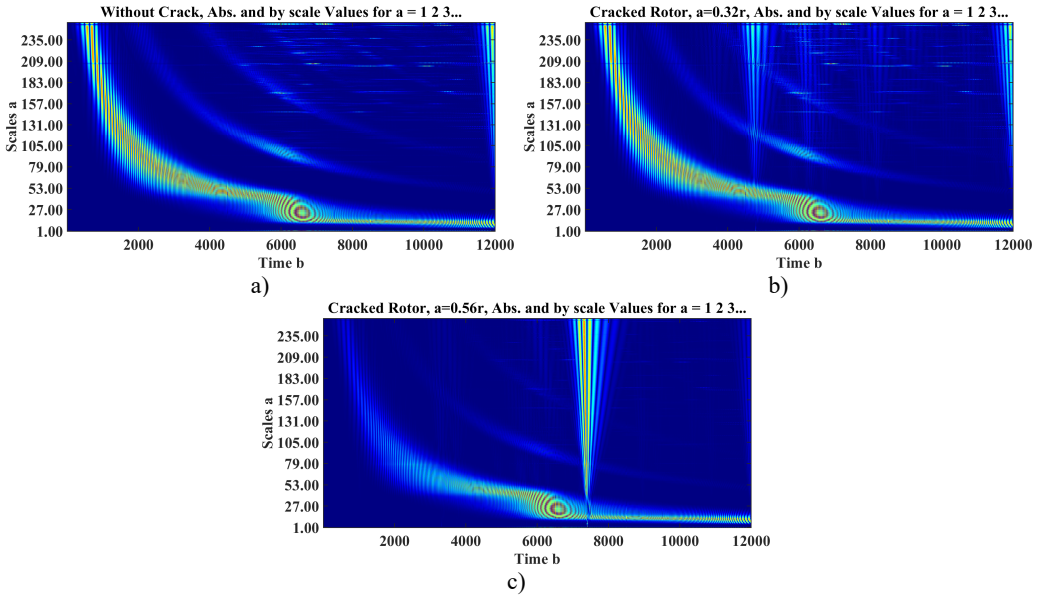 Without Crack, Abs. and by scale Values for a = 1 2 3...
Scales a
235.00
209.00
183.00
157.00
131.00
105.00
79.00
53.00
27.00
1.00
2000 4000 6000 8000 10000 12000
Time b
a)
Cracked Rotor, a=0.32r, Abs. and by scale Values for a = 1 2 3...
Scales a
235.00
209.00
183.00
157.00
131.00
105.00
79.00
53.00
27.00
1.00
2000 4000 6000 8000 10000 12000
Time b
b)
Cracked Rotor, a=0.56r, Abs. and by scale Values for a = 1 2 3...
Scales a
235.00
209.00
183.00
157.00
131.00
105.00
79.00
53.00
27.00
1.00
2000 4000 6000 8000 10000 12000
Time b
c)